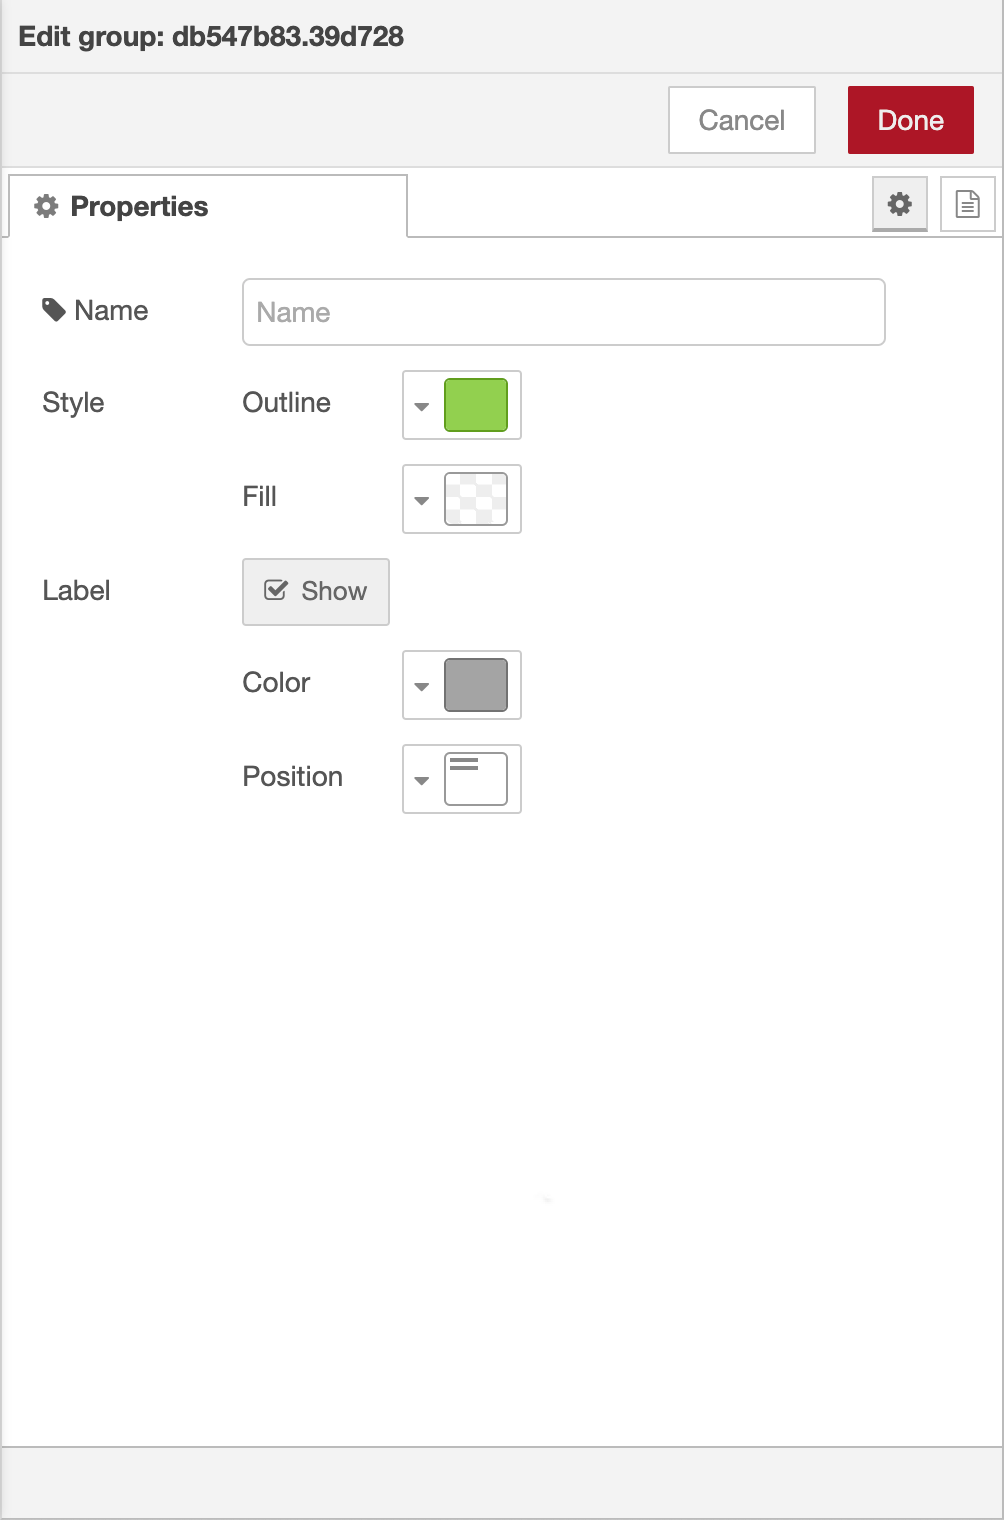 Edit group: db547b83.39d728
Cancel Done
Properties
Name Name
Style Outline
Fill
Label Show
Color
Position